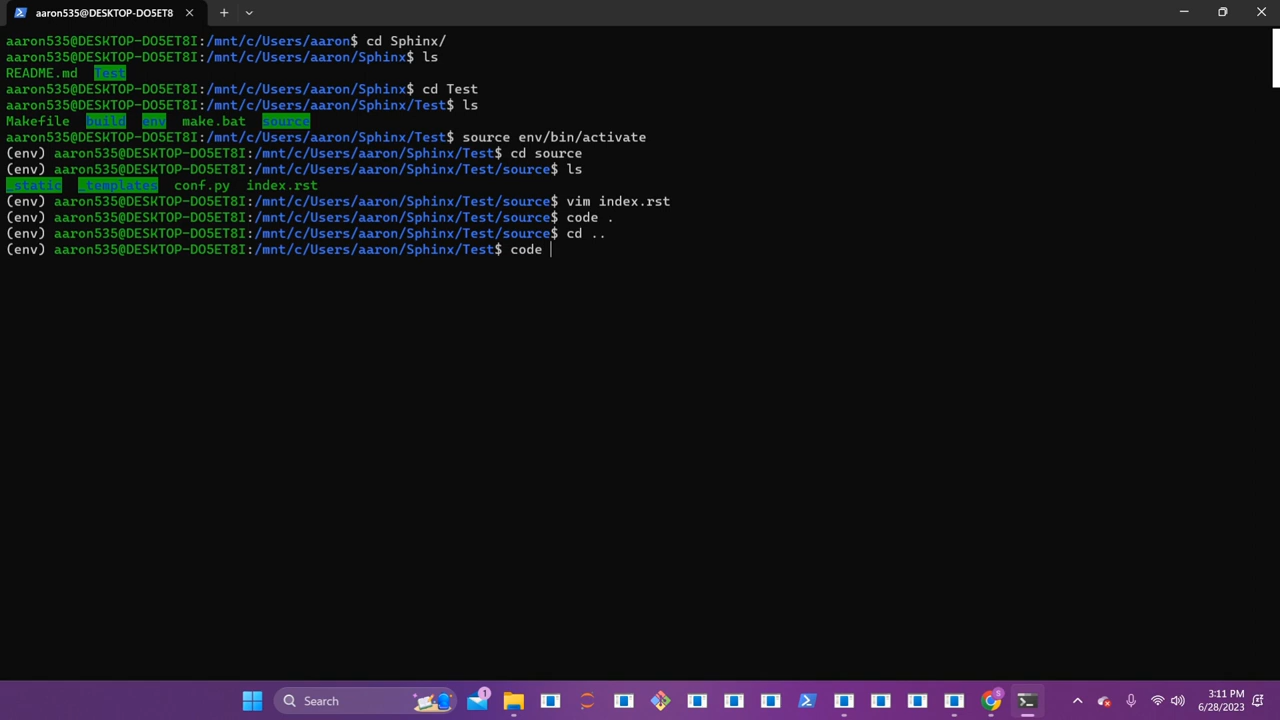 aaron535@DESKTOP-DO5ET8
aaron535@DESKTOP-DO5ET8I:/mnt/c/Users/aaron$ cd Sphinx/
aaron535@DESKTOP-DO5ET8I:/mnt/c/Users/aaron/Sphinx$ ls
README.md  Test
aaron535@DESKTOP-DO5ET8I:/mnt/c/Users/aaron/Sphinx$ cd Test
aaron535@DESKTOP-DO5ET8I:/mnt/c/Users/aaron/Sphinx/Test$ ls
Makefile  build  env  make.bat  source
aaron535@DESKTOP-DO5ET8I:/mnt/c/Users/aaron/Sphinx/Test$ source env/bin/activate
(env) aaron535@DESKTOP-DO5ET8I:/mnt/c/Users/aaron/Sphinx/Test$ cd source
(env) aaron535@DESKTOP-DO5ET8I:/mnt/c/Users/aaron/Sphinx/Test/source$ ls
_static  _templates  conf.py  index.rst
(env) aaron535@DESKTOP-DO5ET8I:/mnt/c/Users/aaron/Sphinx/Test/source$ vim index.rst
(env) aaron535@DESKTOP-DO5ET8I:/mnt/c/Users/aaron/Sphinx/Test/source$ code .
(env) aaron535@DESKTOP-DO5ET8I:/mnt/c/Users/aaron/Sphinx/Test/source$ cd ..
(env) aaron535@DESKTOP-DO5ET8I:/mnt/c/Users/aaron/Sphinx/Test$ code
Search
1
5
3:11 PM
6/28/2023